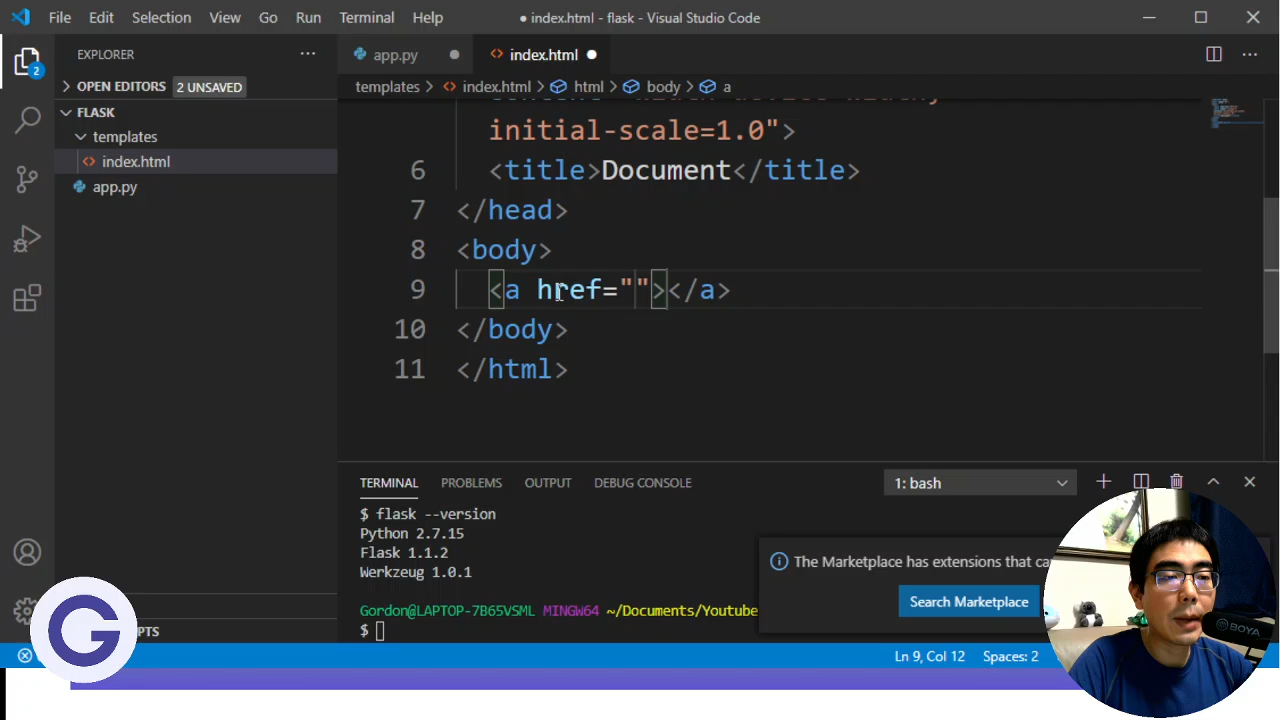 File Edit Selection View Go Run Terminal Help
● index.html - flask - Visual Studio Code
EXPLORER
OPEN EDITORS 2 UNSAVED
FLASK
templates
index.html
app.py
2
app.py
index.html
templates > index.html > html > body > a
initial-scale=1.0">
6 <title>Document</title>
7 </head>
8 <body>
9 <a href=""></a>
10 </body>
11 </html>
TERMINAL PROBLEMS OUTPUT DEBUG CONSOLE
1: bash
$ flask --version
Python 2.7.15
Flask 1.1.2
Werkzeug 1.0.1
Gordon@LAPTOP-7B65VSML MINGW64 ~/Documents/Youtube
$
The Marketplace has extensions that ca
Search Marketplace
PTS
Ln 9, Col 12 Spaces: 2
G
BOYA